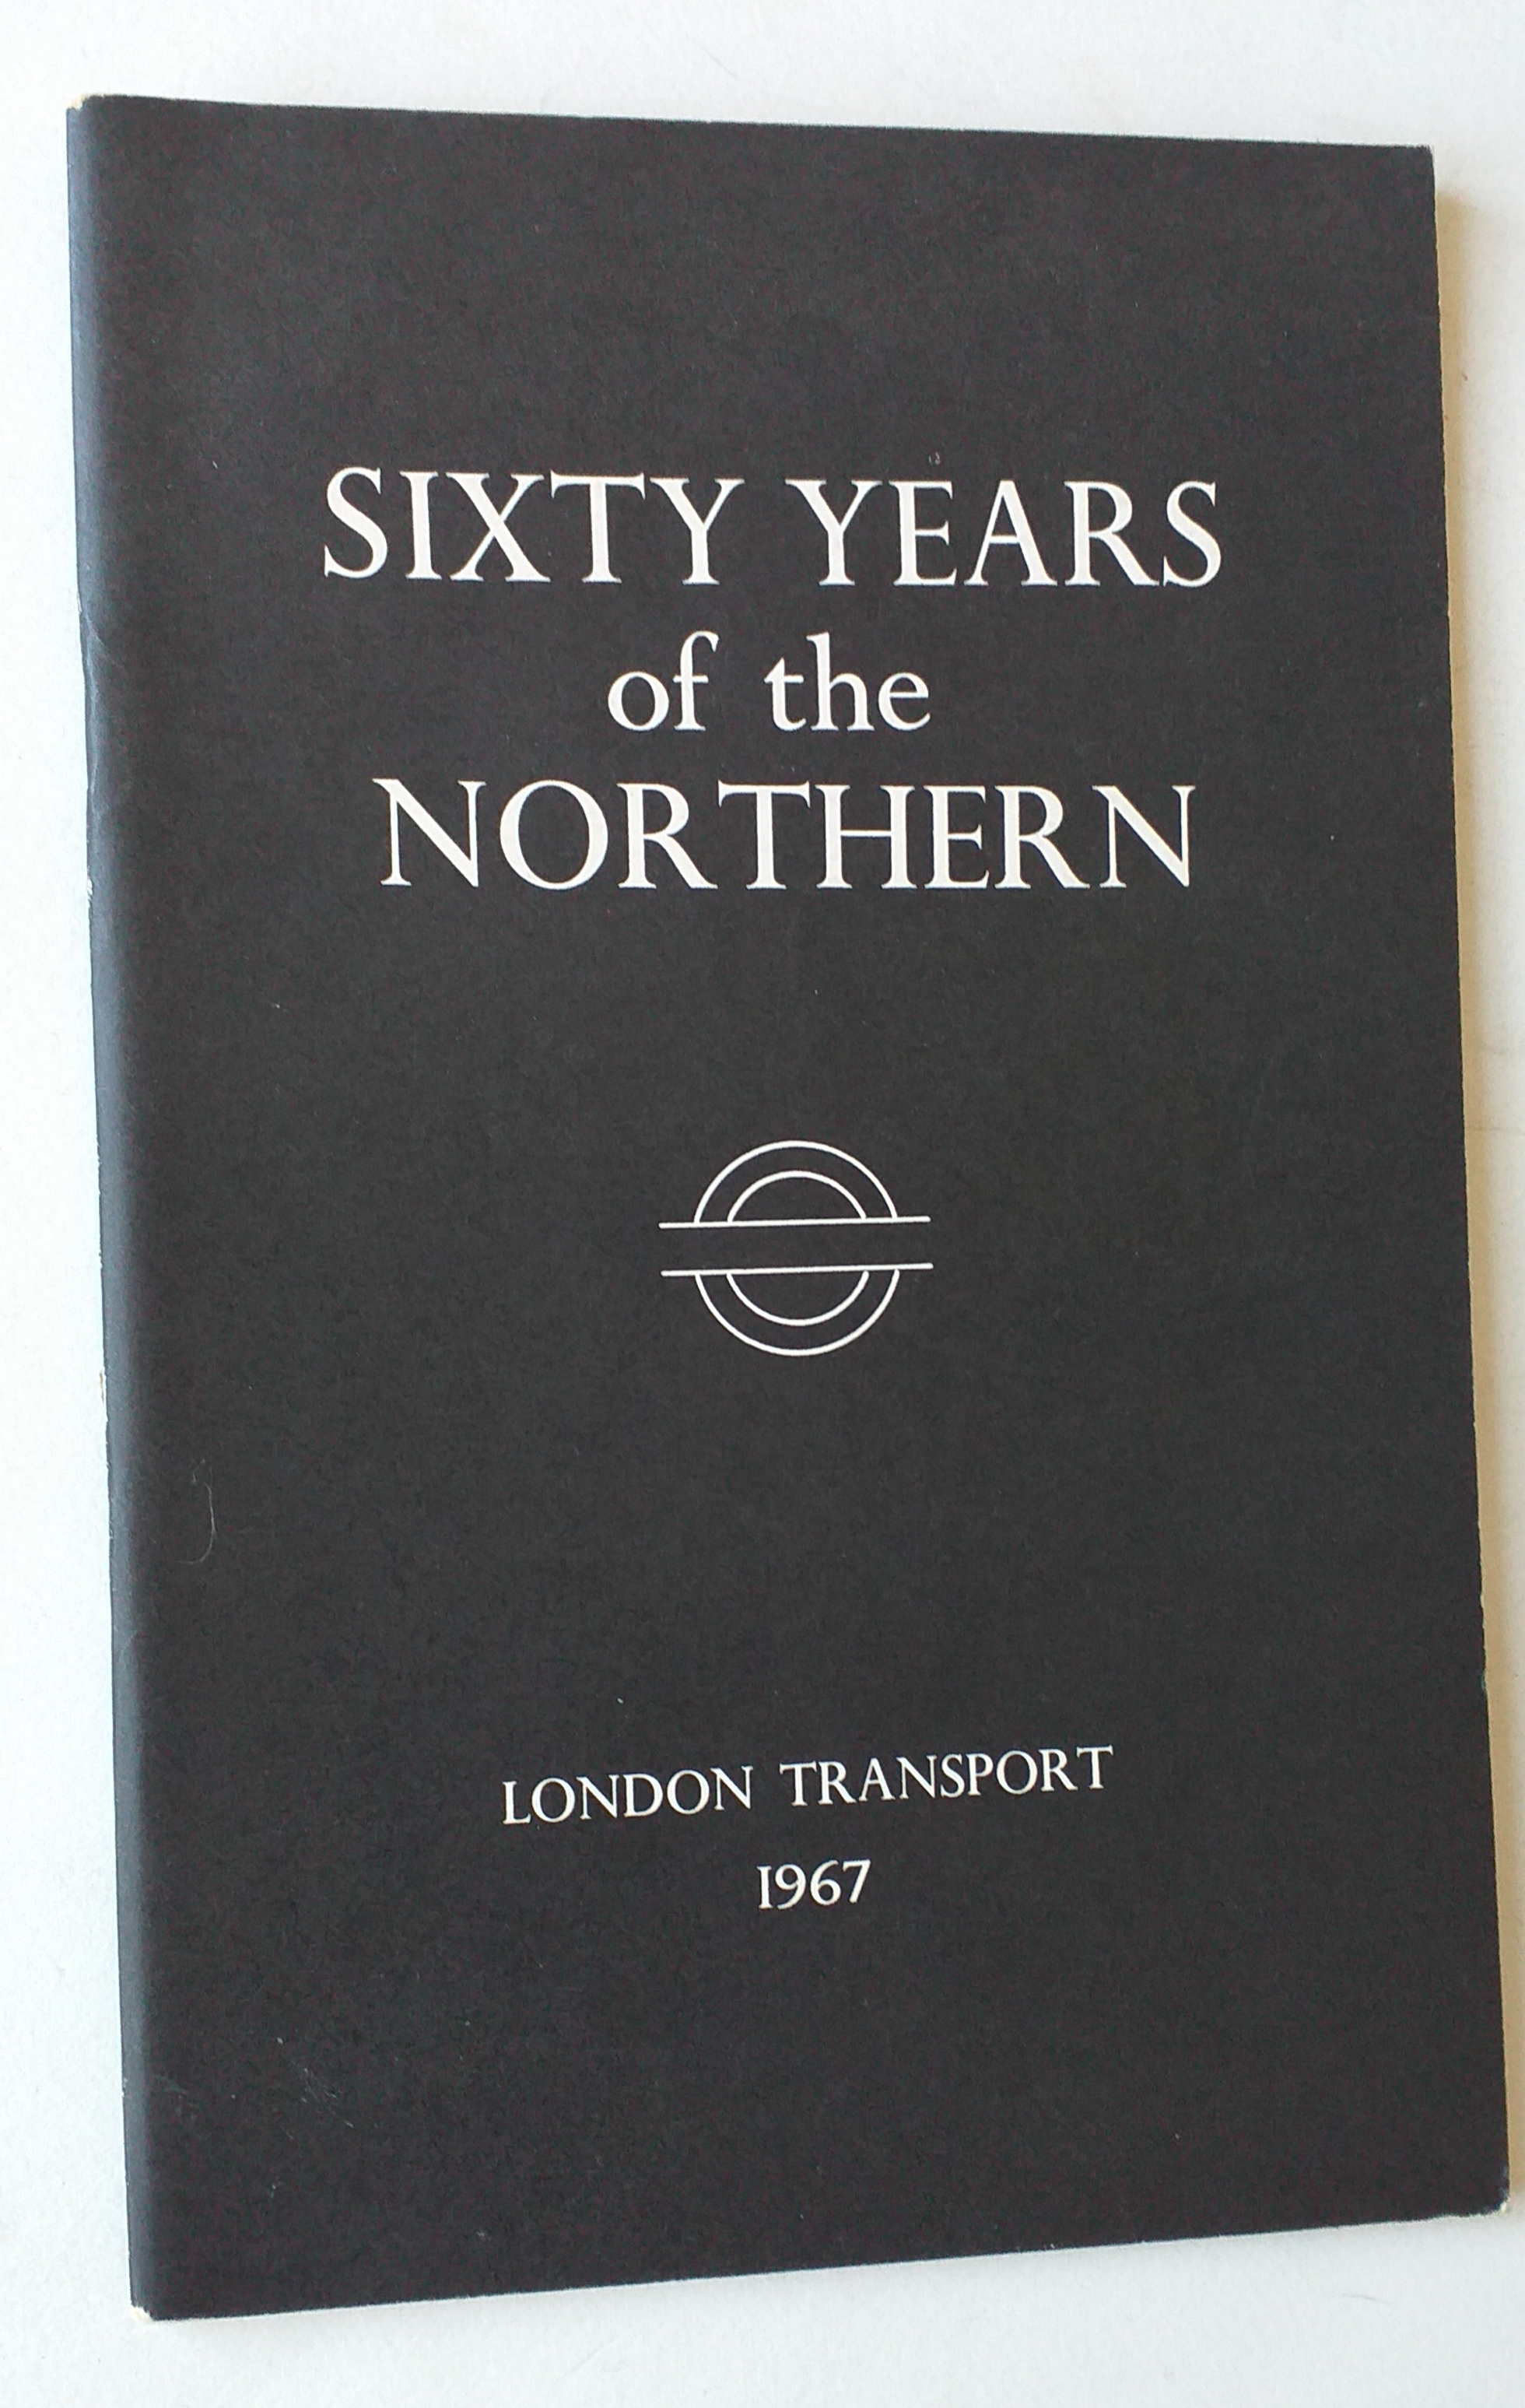 SIXTY YEARS
of the
NORTHERN
LONDON TRANSPORT
1967